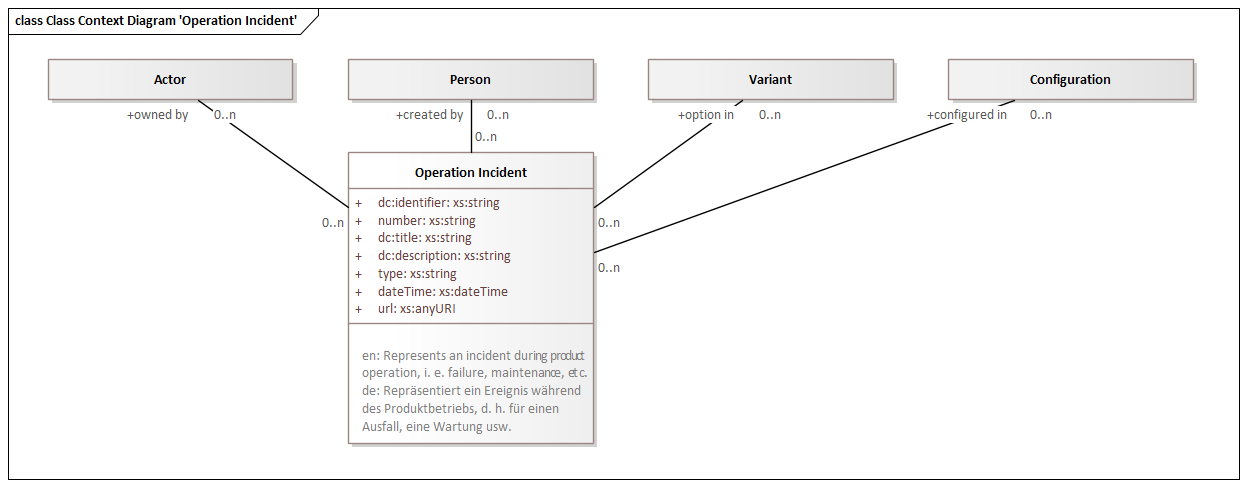 class Class Context Diagram 'Operation Incident'
Actor
Person
Variant
Configuration
+owned by
0..n
+created by
0..n
+option in
0..n
+configured in
0..n
0..n
Operation Incident
+ dc:identifier: xs:string
+ number: xs:string
+ dc:title: xs:string
+ dc:description: xs:string
+ type: xs:string
+ dateTime: xs:dateTime
+ url: xs:anyURI
0..n
0..n
0..n
en: Represents an incident during product
operation, i. e. failure, maintenance, etc.
de: Repräsentiert ein Ereignis während
des Produktbetriebs, d. h. für einen
Ausfall, eine Wartung usw.